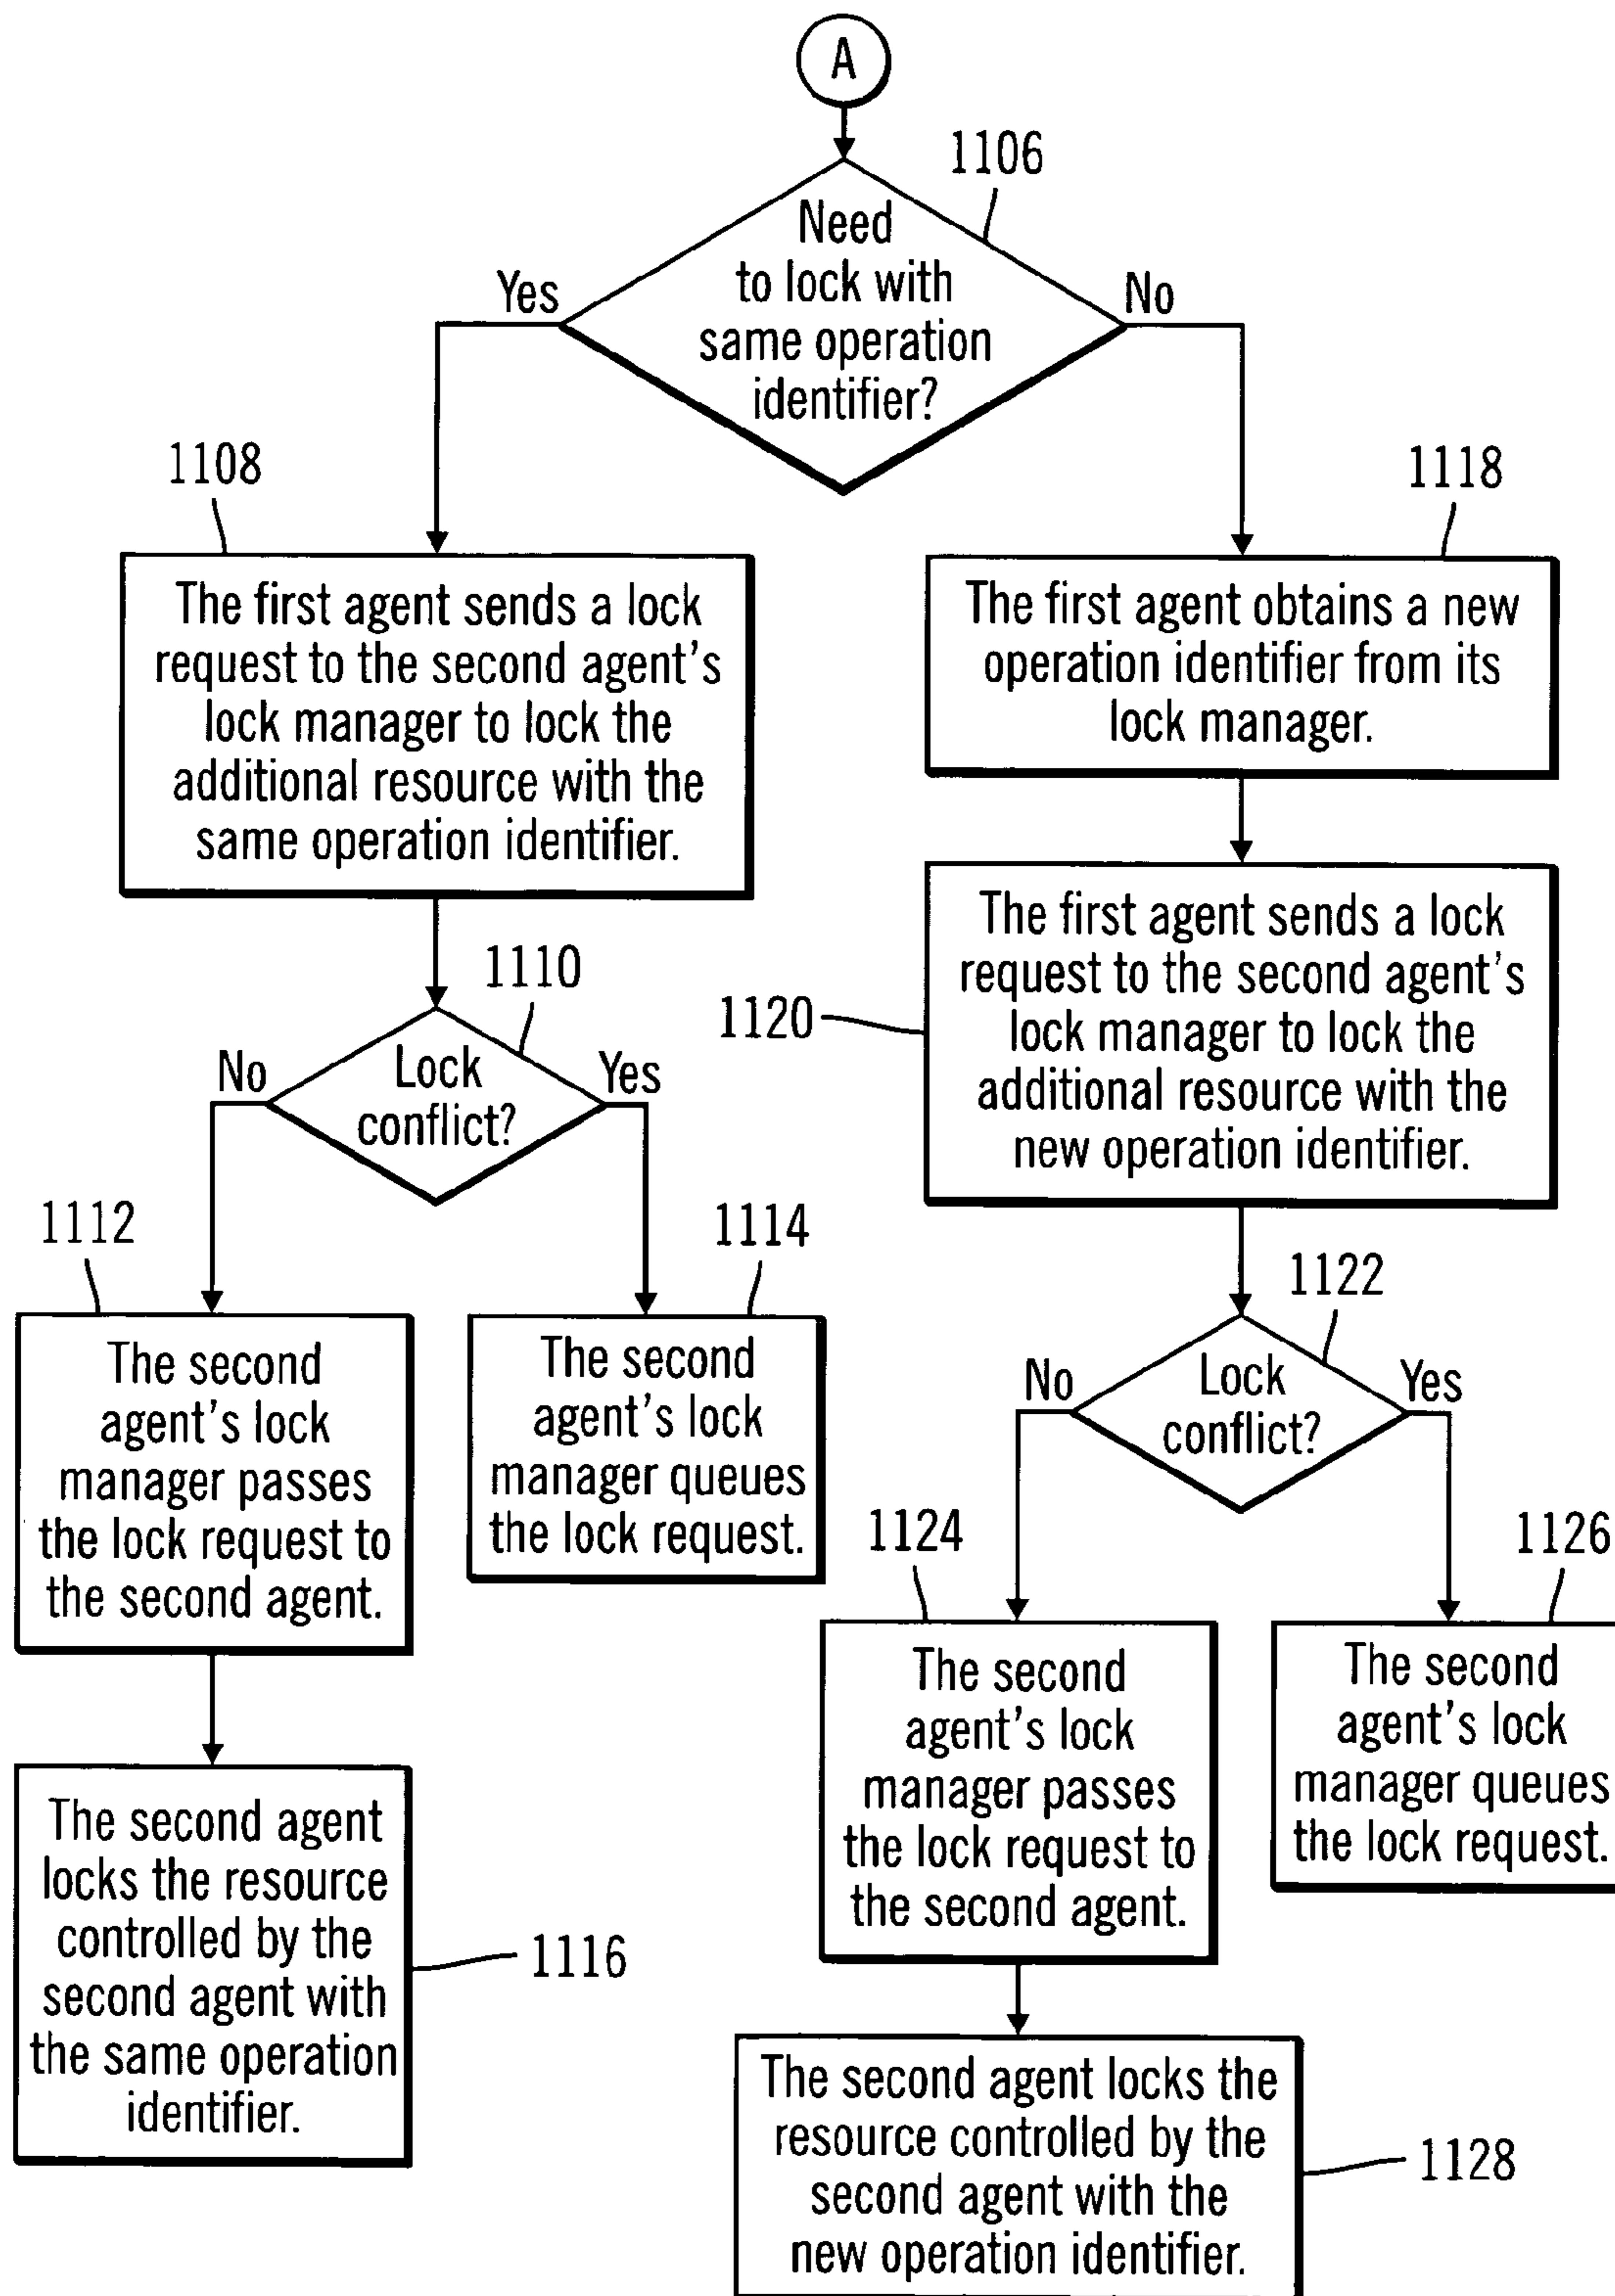 A
1106
Need
to lock with
same operation
identifier?
Yes
No
1108
The first agent sends a lock
request to the second agent's
lock manager to lock the
additional resource with the
same operation identifier.
1118
The first agent obtains a new
operation identifier from its
lock manager.
1110
Lock
conflict?
No
Yes
1120
The first agent sends a lock
request to the second agent's
lock manager to lock the
additional resource with the
new operation identifier.
1112
The second
agent's lock
manager passes
the lock request to
the second agent.
1114
The second
agent's lock
manager queues
the lock request.
1122
Lock
conflict?
No
Yes
1116
The second agent
locks the resource
controlled by the
second agent with
the same operation
identifier.
1124
The second
agent's lock
manager passes
the lock request to
the second agent.
1126
The second
agent's lock
manager queues
the lock request.
1128
The second agent locks the
resource controlled by the
second agent with the
new operation identifier.